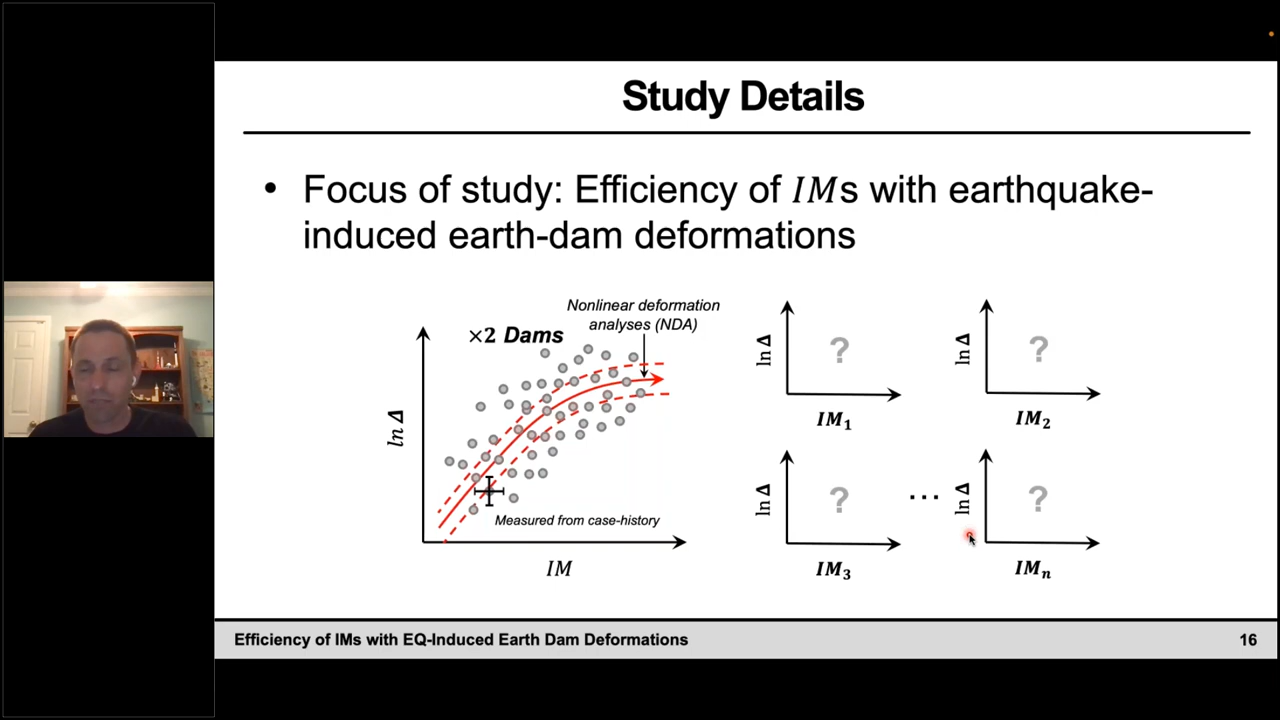 Study Details
• Focus of study: Efficiency of IMs with earthquake-
induced earth-dam deformations
Nonlinear deformation
analyses (NDA)
×2 Dams
ln Δ
Measured from case-history
IM
ln Δ
?
IM₁
ln Δ
?
IM₂
ln Δ
?
IM₃
...
ln Δ
?
IMₙ
Efficiency of IMs with EQ-Induced Earth Dam Deformations
16